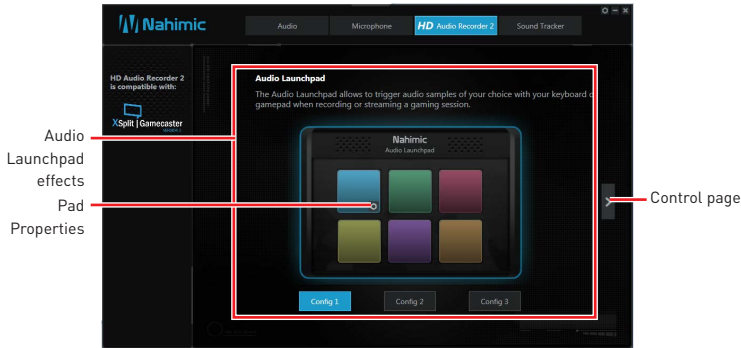 Nahimic
Audio
Microphone
HD Audio Recorder 2
Sound Tracker
HD Audio Recorder 2
is compatible with:
XSplit | Gamecaster
Audio Launchpad
The Audio Launchpad allows to trigger audio samples of your choice with your keyboard
gamepad when recording or streaming a gaming session.
Nahimic
Audio Launchpad
Config 1
Config 2
Config 3
Audio
Launchpad
effects
Pad
Properties
Control page